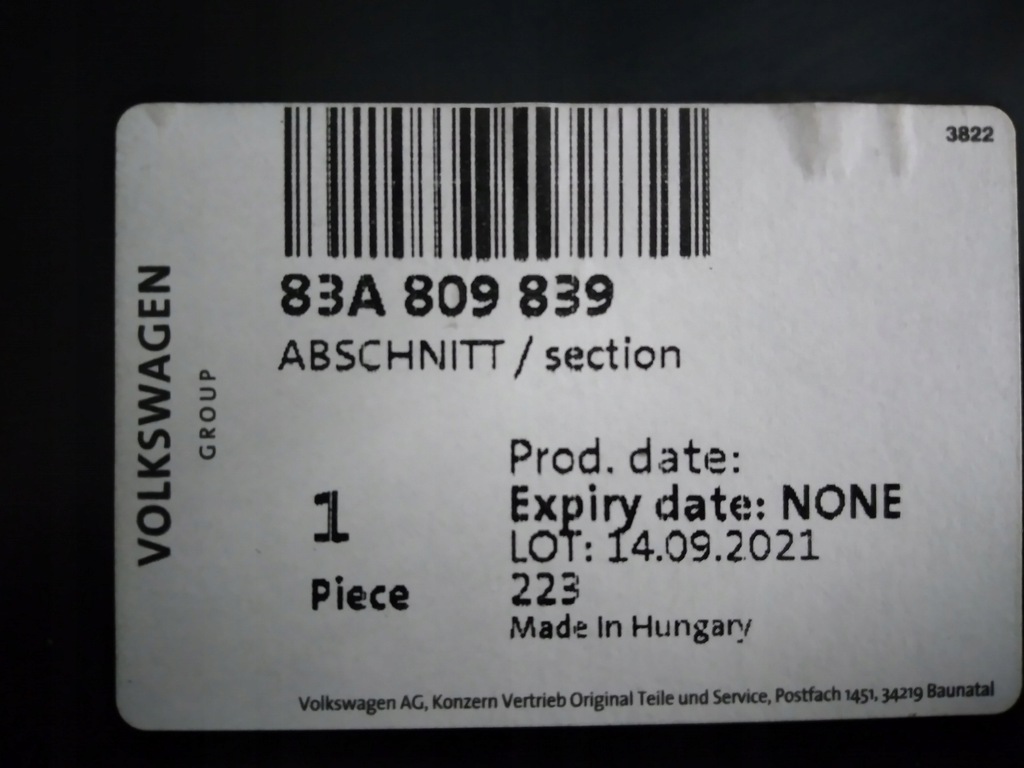 3822
83A 809 839
ABSCHNITT / section
VOLKSWAGEN
GROUP
Prod. date:
Expiry date: NONE
LOT: 14.09.2021
1
223
Piece
Made In Hungary
Volkswagen AG, Konzern Vertrieb Original Teile und Service, Postfach 1451, 34219 Baunatal